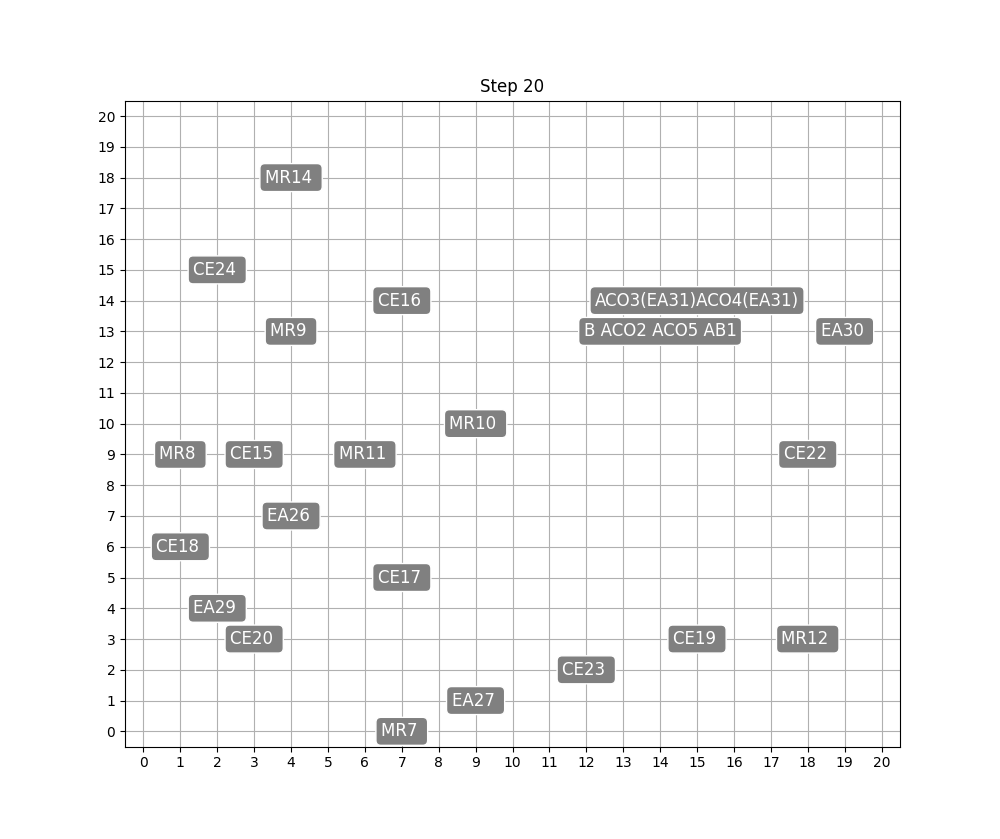 Step 20
20
19
18 MR14
17
16
15 CE24
14 CE16 ACO3(EA31)ACO4(EA31)
13 MR9 B ACO2 ACO5 AB1 EA30
12
11
10 MR10
9 MR8 CE15 MR11 CE22
8
7 EA26
6 CE18
5 CE17
4 EA29
3 CE20 CE19 MR12
2 CE23
1 EA27
0 MR7
0 1 2 3 4 5 6 7 8 9 10 11 12 13 14 15 16 17 18 19 20